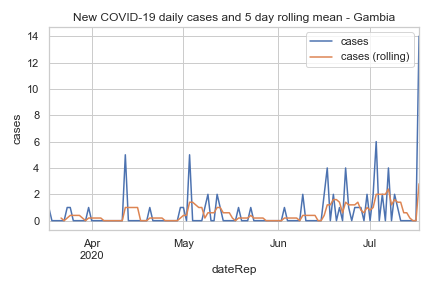 New COVID-19 daily cases and 5 day rolling mean - Gambia
cases
cases (rolling)
14
12
10
8
6
4
2
0
cases
Apr
2020
May
Jun
Jul
dateRep